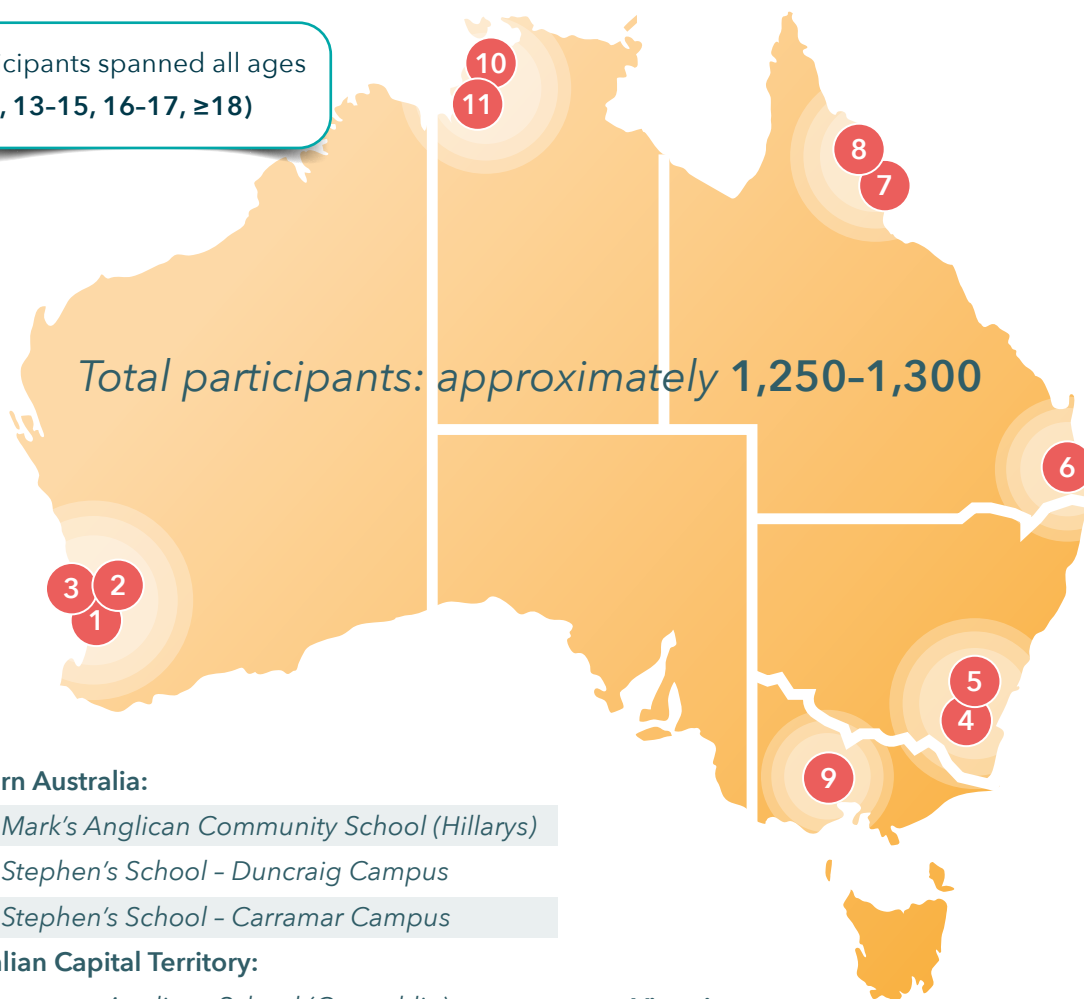 cipants spanned all ages
, 13–15, 16–17, ≥18)
10
11
8
7
Total participants: approximately 1,250–1,300
6
3
2
1
5
4
9
rn Australia:
Mark's Anglican Community School (Hillarys)
Stephen's School – Duncraig Campus
Stephen's School – Carramar Campus
lian Capital Territory: